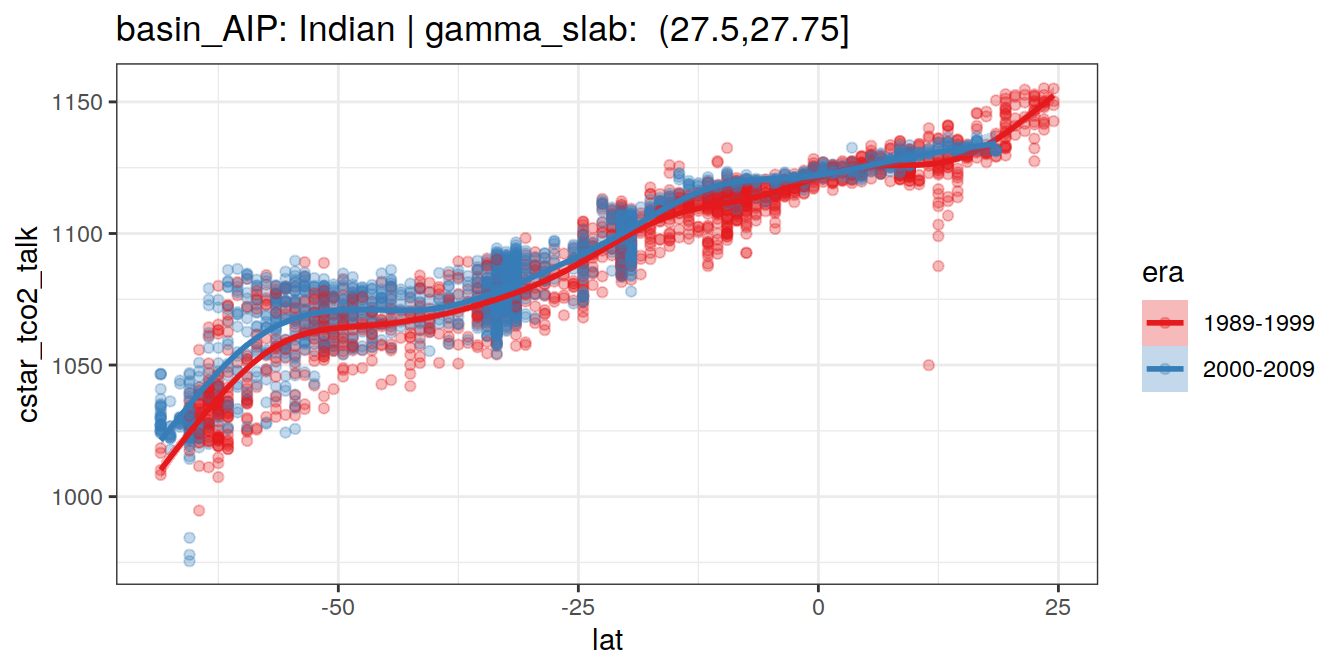 basin_AIP: Indian | gamma_slab:  (27.5,27.75]
cstar_tco2_talk
1150
1100
1050
1000
-50
-25
0
25
lat
era
1989-1999
2000-2009